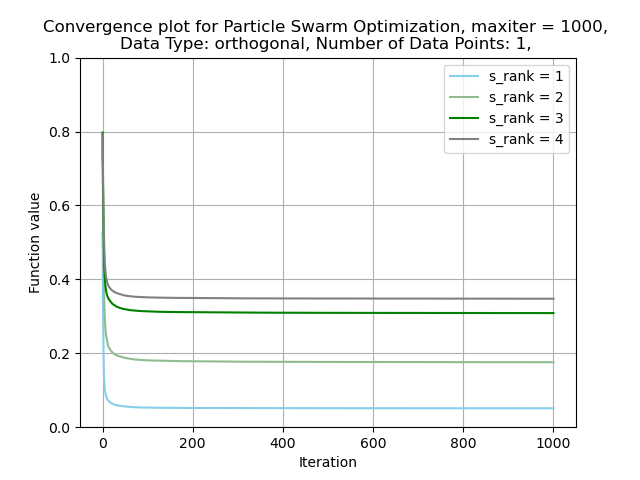 Convergence plot for Particle Swarm Optimization, maxiter = 1000,
Data Type: orthogonal, Number of Data Points: 1,
1.0
0.8
0.6
0.4
0.2
0.0
Function value
s_rank = 1
s_rank = 2
s_rank = 3
s_rank = 4
0 200 400 600 800 1000
Iteration